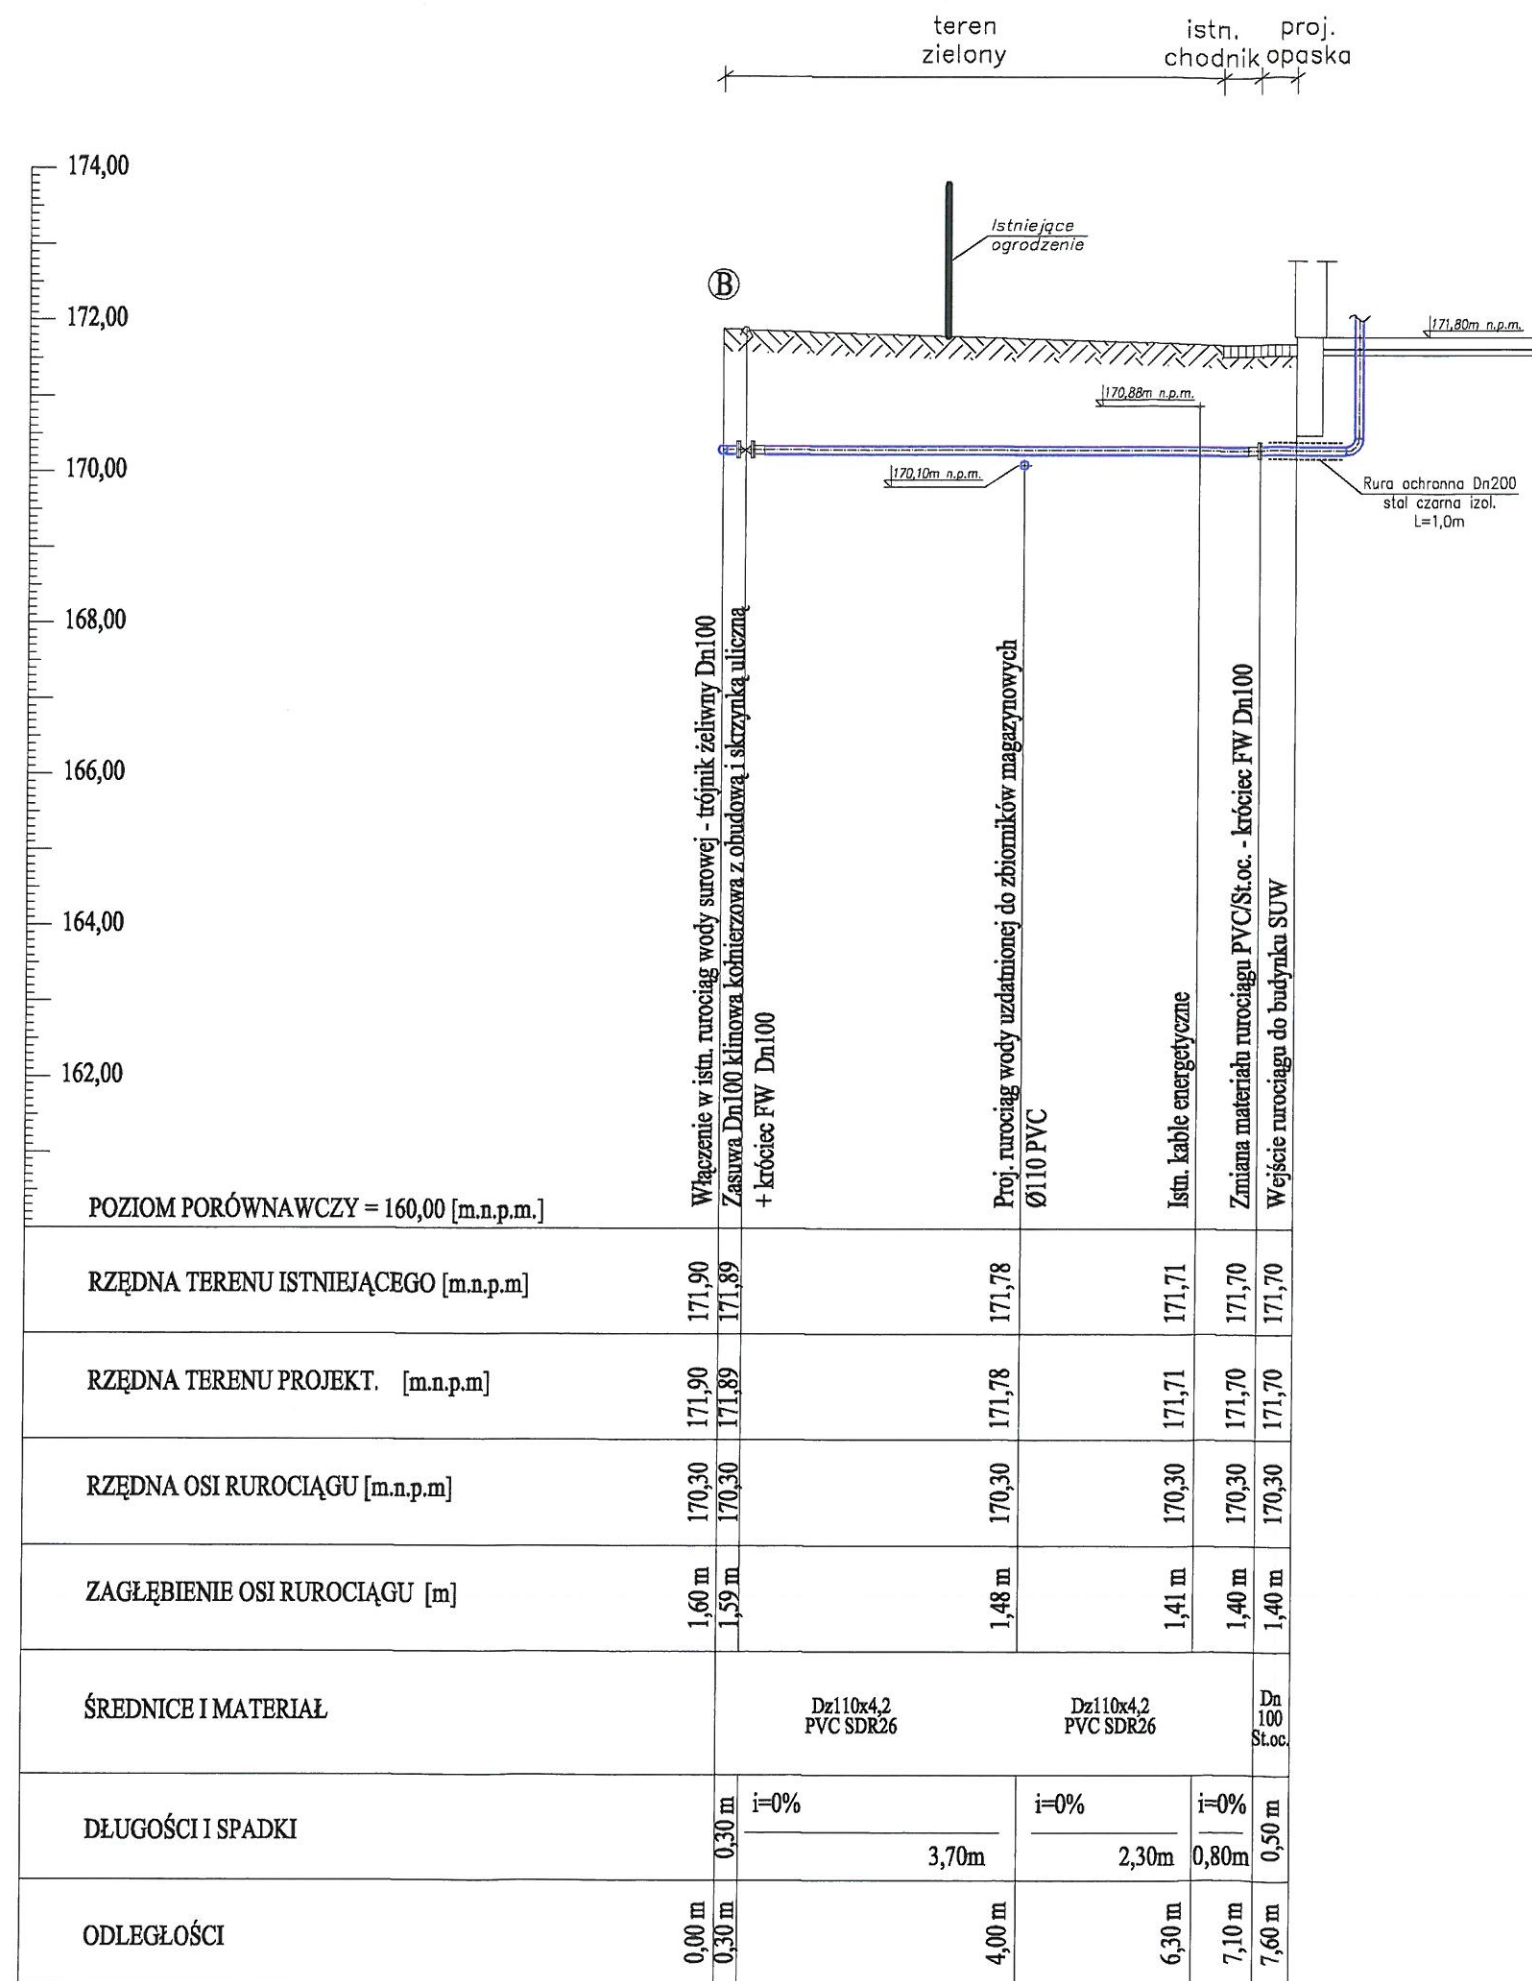 teren
zielony
istn.
chodnik
proj.
opaska
174,00
172,00
170,00
168,00
166,00
164,00
162,00
Istniejące
ogrodzenie
B
171,80m n.p.m.
170,88m n.p.m.
170,10m n.p.m.
Rura ochronna Dn200
stal czarna izol.
L=1,0m
Włączenie w istn. rurociąg wody surowej - trójnik żeliwny Dn100
Zasuwa Dn100 klinowa kołnierzowa z obudową i skrzynką uliczną
+ króciec FW Dn100
Proj. rurociąg wody uzdatnionej do zbiorników magazynowych
Ø110 PVC
Istn. kable energetyczne
Zmiana materiału rurociągu PVC/St.oc. - króciec FW Dn100
Wejście rurociągu do budynku SUW
POZIOM PORÓWNAWCZY = 160,00 [m.n.p.m.]
RZĘDNA TERENU ISTNIEJĄCEGO [m.n.p.m]
171,90
171,89
171,78
171,71
171,70
171,70
RZĘDNA TERENU PROJEKT. [m.n.p.m]
171,90
171,89
171,78
171,71
171,70
171,70
RZĘDNA OSI RUROCIĄGU [m.n.p.m]
170,30
170,30
170,30
170,30
170,30
170,30
ZAGŁĘBIENIE OSI RUROCIĄGU [m]
1,60 m
1,59 m
1,48 m
1,41 m
1,40 m
1,40 m
ŚREDNICE I MATERIAŁ
Dz110x4,2
PVC SDR26
Dz110x4,2
PVC SDR26
Dn
100
St.oc.
DŁUGOŚCI I SPADKI
0,30 m
i=0%
3,70m
i=0%
2,30m
i=0%
0,80m
0,50 m
ODLEGŁOŚCI
0,00 m
0,30 m
4,00 m
6,30 m
7,10 m
7,60 m